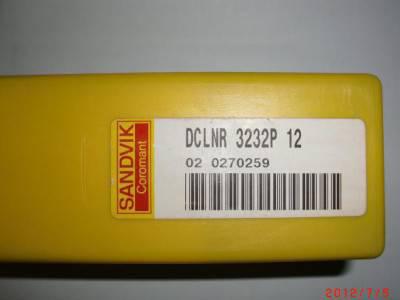 SANDVIK
Coromant
DCLNR 3232P 12
02 0270259
2012/7/5